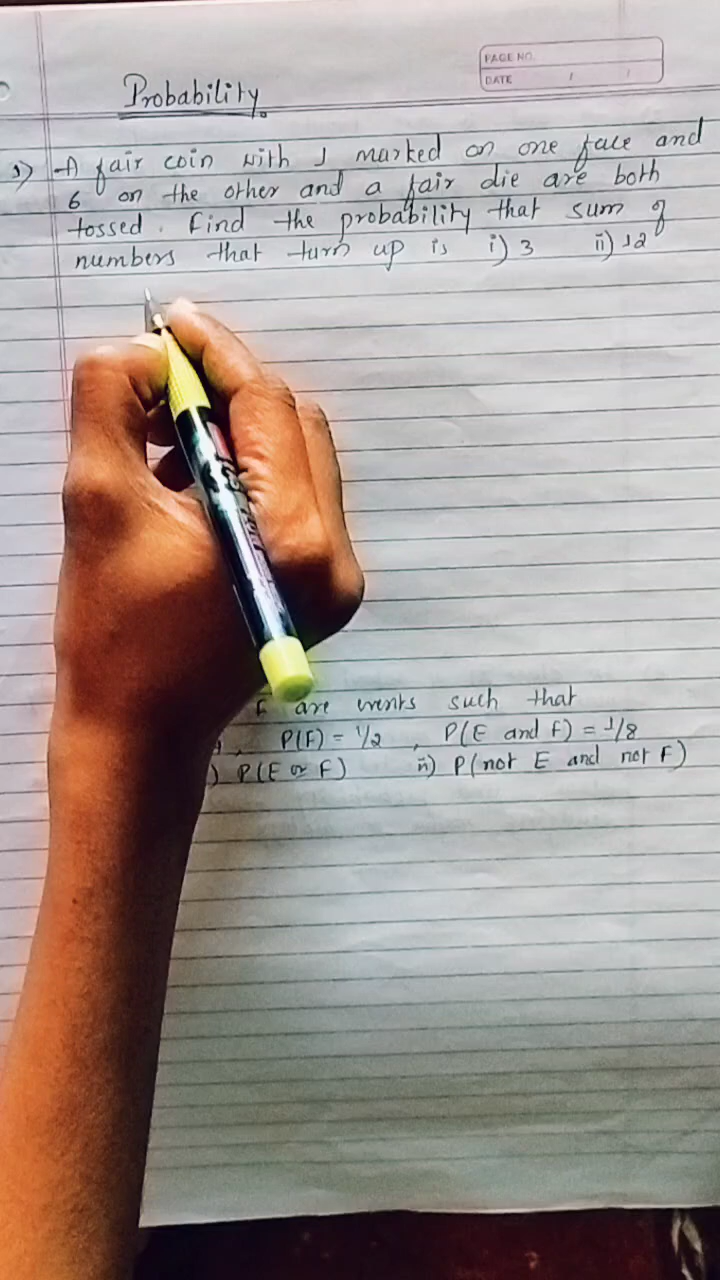 PAGE NO.
DATE / /
Probability.
1) A fair coin with 1 marked on one face and
6 on the other and a fair die are both
tossed. Find the probability that sum of
numbers that turn up is i) 3 ii) 12
F are events such that
, P(F) = 1/2 , P(E and F) = 1/8
) P(E or F) ii) P(not E and not F)